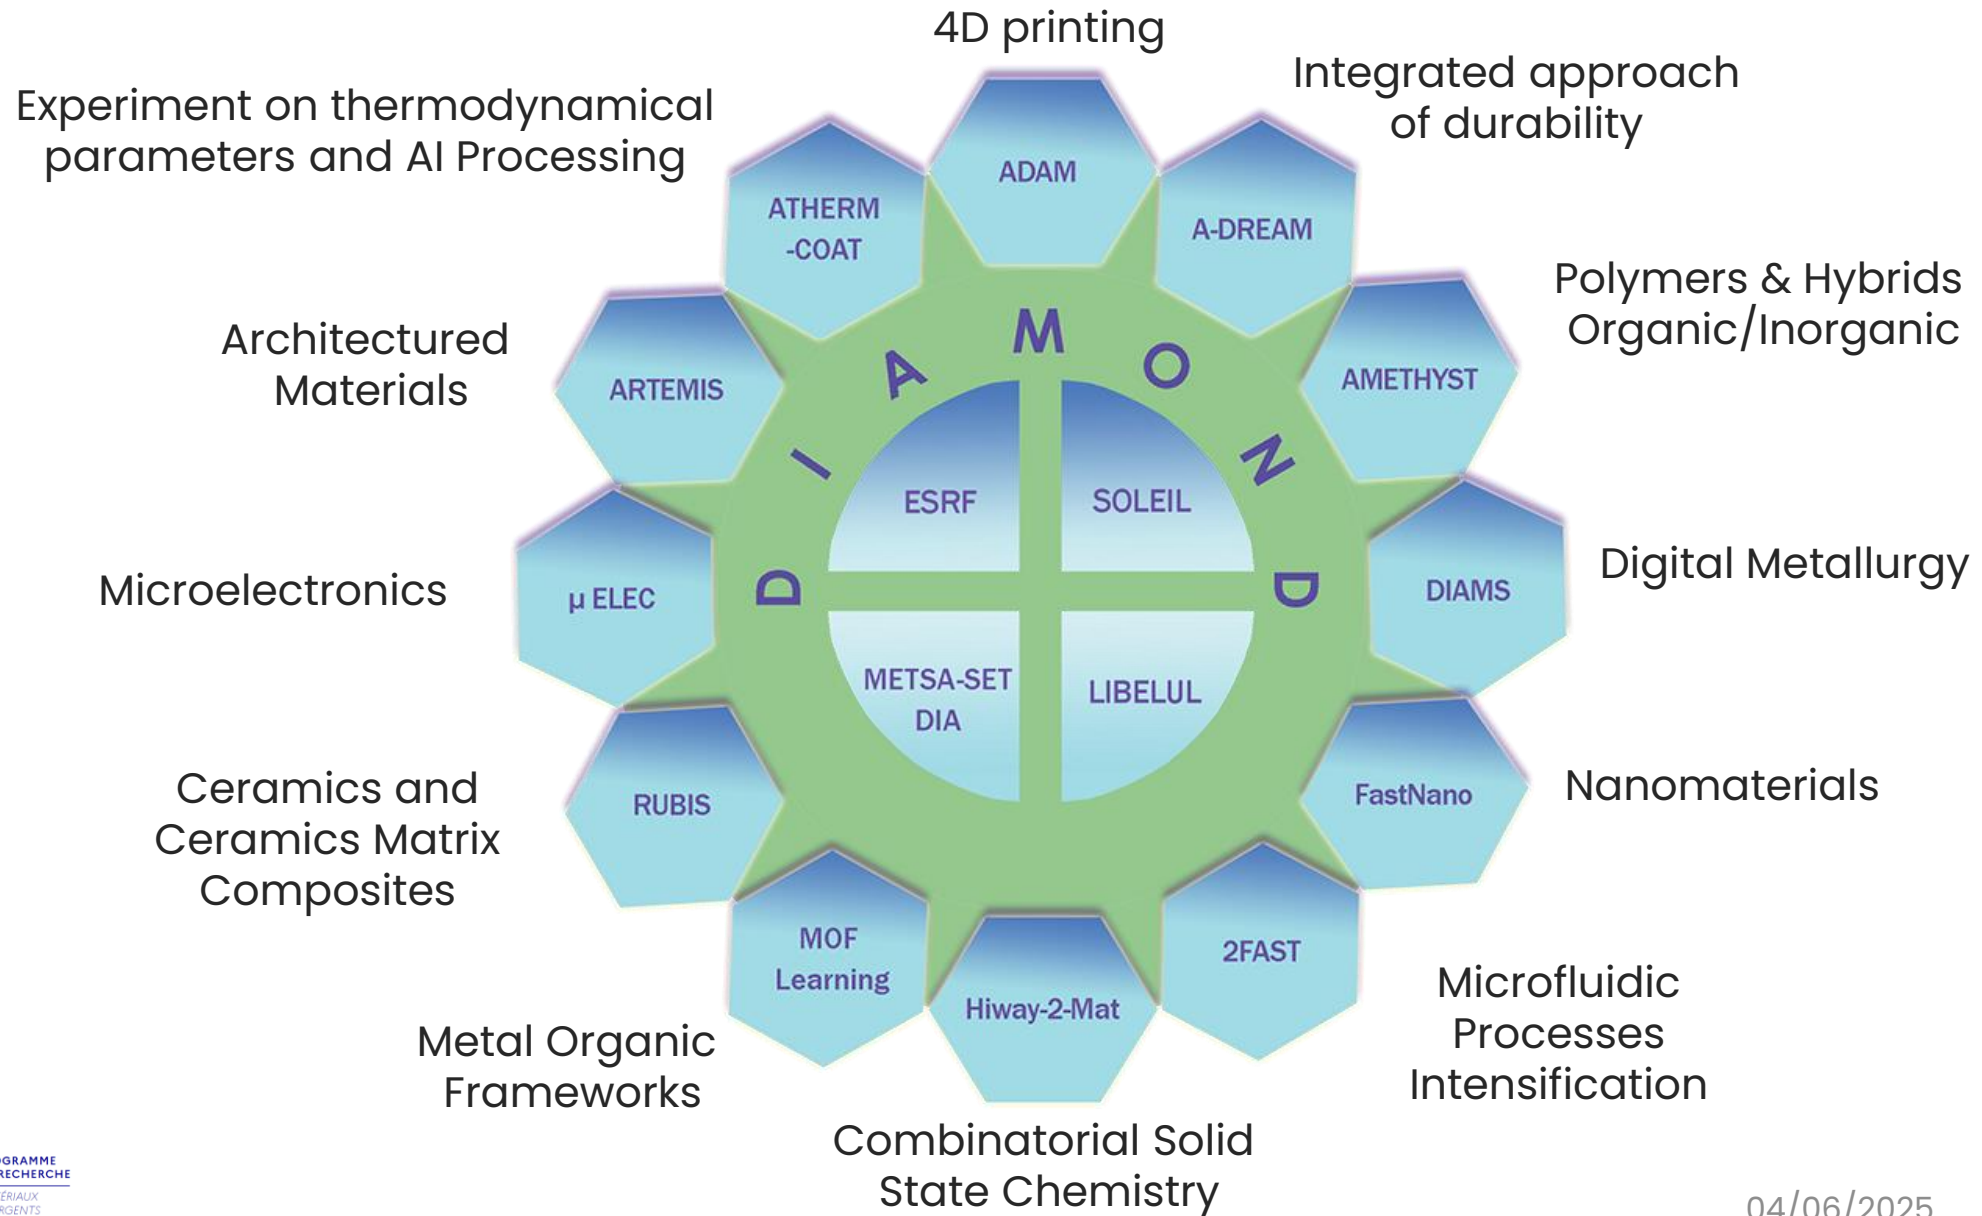 4D printing
Integrated approach
of durability
Experiment on thermodynamical
parameters and AI Processing
ADAM
ATHERM
-COAT
A-DREAM
Polymers & Hybrids
Organic/Inorganic
Architectured
Materials
ARTEMIS
AMETHYST
DIAMOND
ESRF
SOLEIL
Microelectronics
µ ELEC
DIAMS
Digital Metallurgy
METSA-SET
DIA
LIBELUL
Ceramics and
Ceramics Matrix
Composites
RUBIS
FastNano
Nanomaterials
MOF
Learning
Hiway-2-Mat
2FAST
Microfluidic
Processes
Intensification
Metal Organic
Frameworks
Combinatorial Solid
State Chemistry
RECHERCHE
04/06/2025